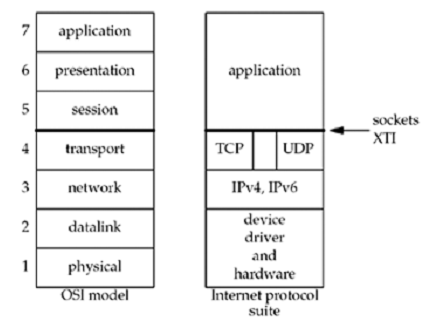 7 application
6 presentation
5 session
4 transport
3 network
2 datalink
1 physical
OSI model
application
TCP UDP
IPv4, IPv6
device
driver
and
hardware
Internet protocol
suite
sockets
XTI